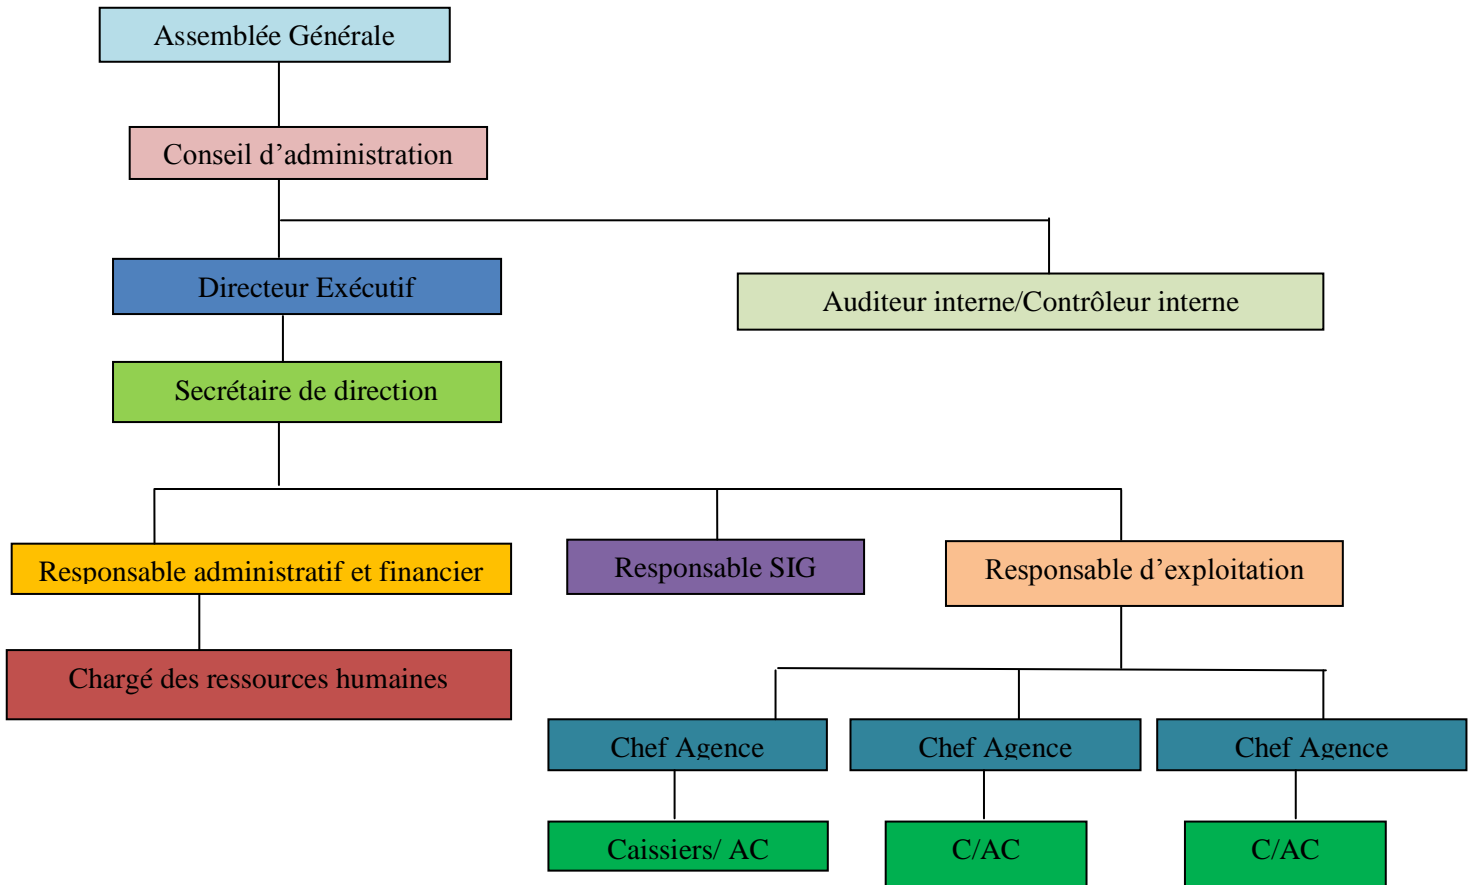 Assemblée Générale
Conseil d’administration
Directeur Exécutif
Auditeur interne/Contrôleur interne
Secrétaire de direction
Responsable administratif et financier
Responsable SIG
Responsable d’exploitation
Chargé des ressources humaines
Chef Agence
Chef Agence
Chef Agence
Caissiers/ AC
C/AC
C/AC